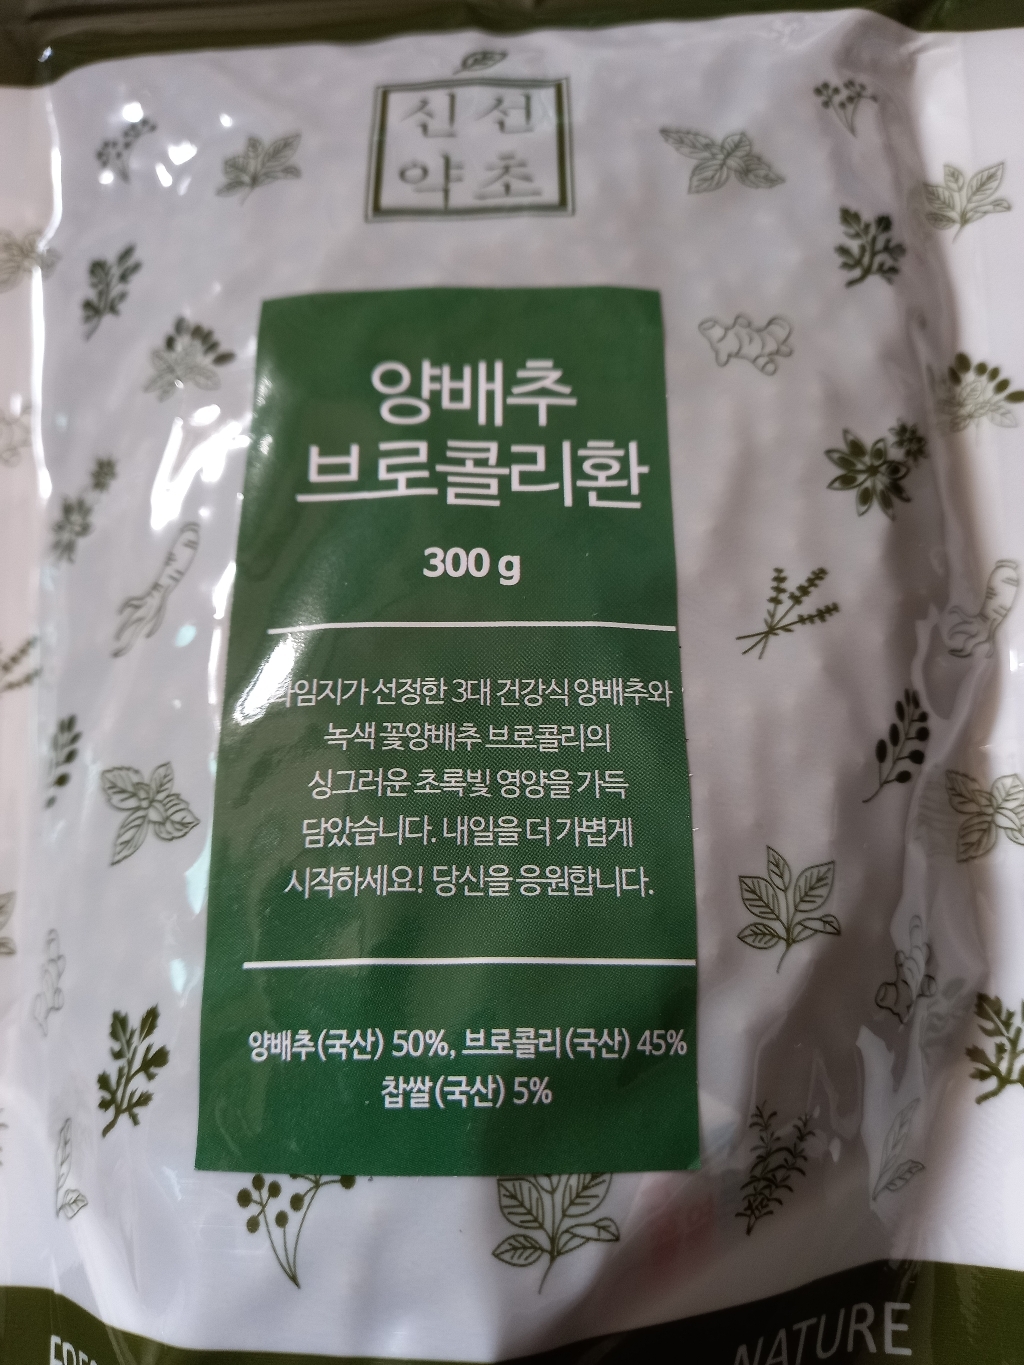 신선
약초
양배추
브로콜리환
300 g
타임지가 선정한 3대 건강식 양배추와
녹색 꽃양배추 브로콜리의
싱그러운 초록빛 영양을 가득
담았습니다. 내일을 더 가볍게
시작하세요! 당신을 응원합니다.
양배추(국산) 50%, 브로콜리(국산) 45%
찹쌀(국산) 5%
NATURE